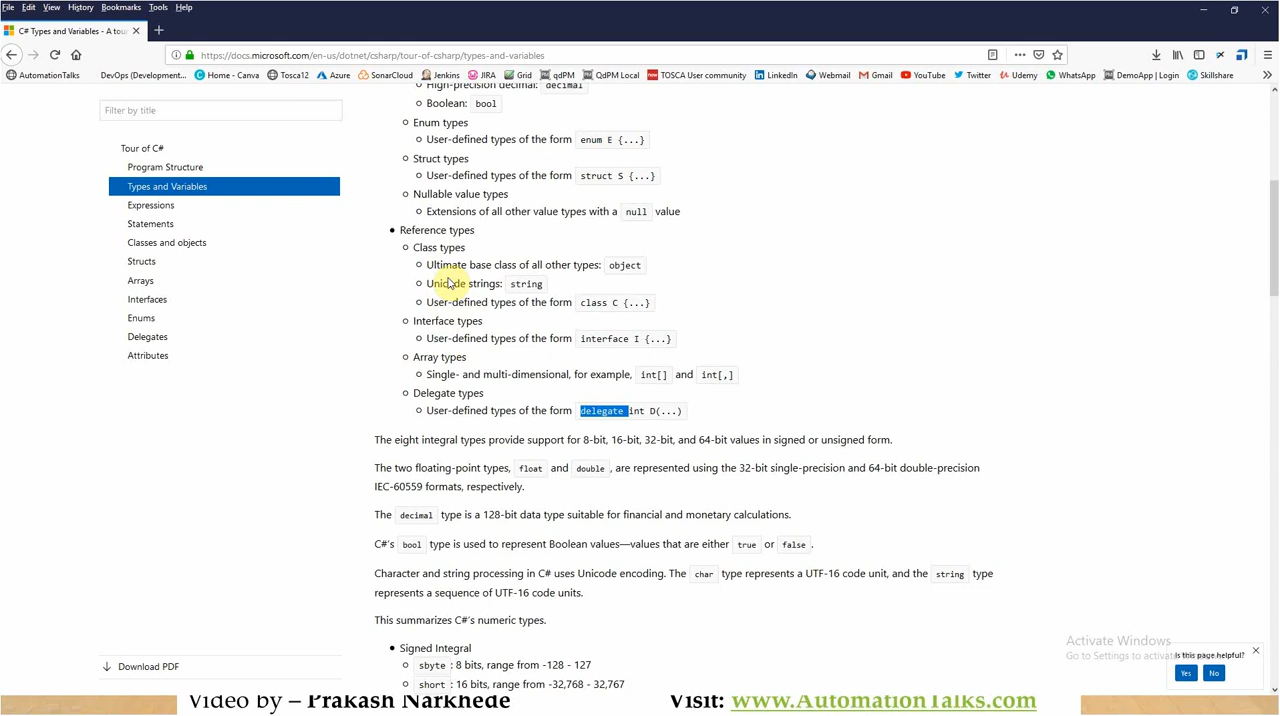 File Edit View History Bookmarks Tools Help
C# Types and Variables - A tour
https://docs.microsoft.com/en-us/dotnet/csharp/tour-of-csharp/types-and-variables
AutomationTalks DevOps (Development... Home - Canva Tosca12 Azure SonarCloud Jenkins JIRA Grid qdPM QdPM Local TOSCA User community LinkedIn Webmail Gmail YouTube Twitter Udemy WhatsApp DemoApp | Login Skillshare
Filter by title
Tour of C#
Program Structure
Types and Variables
Expressions
Statements
Classes and objects
Structs
Arrays
Interfaces
Enums
Delegates
Attributes
Download PDF
High-precision decimal: decimal
Boolean: bool
Enum types
User-defined types of the form enum E {...}
Struct types
User-defined types of the form struct S {...}
Nullable value types
Extensions of all other value types with a null value
Reference types
Class types
Ultimate base class of all other types: object
Unicode strings: string
User-defined types of the form class C {...}
Interface types
User-defined types of the form interface I {...}
Array types
Single- and multi-dimensional, for example, int[] and int[,]
Delegate types
User-defined types of the form delegate int D(...)
The eight integral types provide support for 8-bit, 16-bit, 32-bit, and 64-bit values in signed or unsigned form.
The two floating-point types, float and double, are represented using the 32-bit single-precision and 64-bit double-precision
IEC-60559 formats, respectively.
The decimal type is a 128-bit data type suitable for financial and monetary calculations.
C#'s bool type is used to represent Boolean values—values that are either true or false.
Character and string processing in C# uses Unicode encoding. The char type represents a UTF-16 code unit, and the string type
represents a sequence of UTF-16 code units.
This summarizes C#'s numeric types.
Signed Integral
sbyte: 8 bits, range from -128 - 127
short: 16 bits, range from -32,768 - 32,767
Activate Windows
Go to Settings to activate
Is this page helpful?
Yes No
Video by – Prakash Narkhede Visit: www.AutomationTalks.com